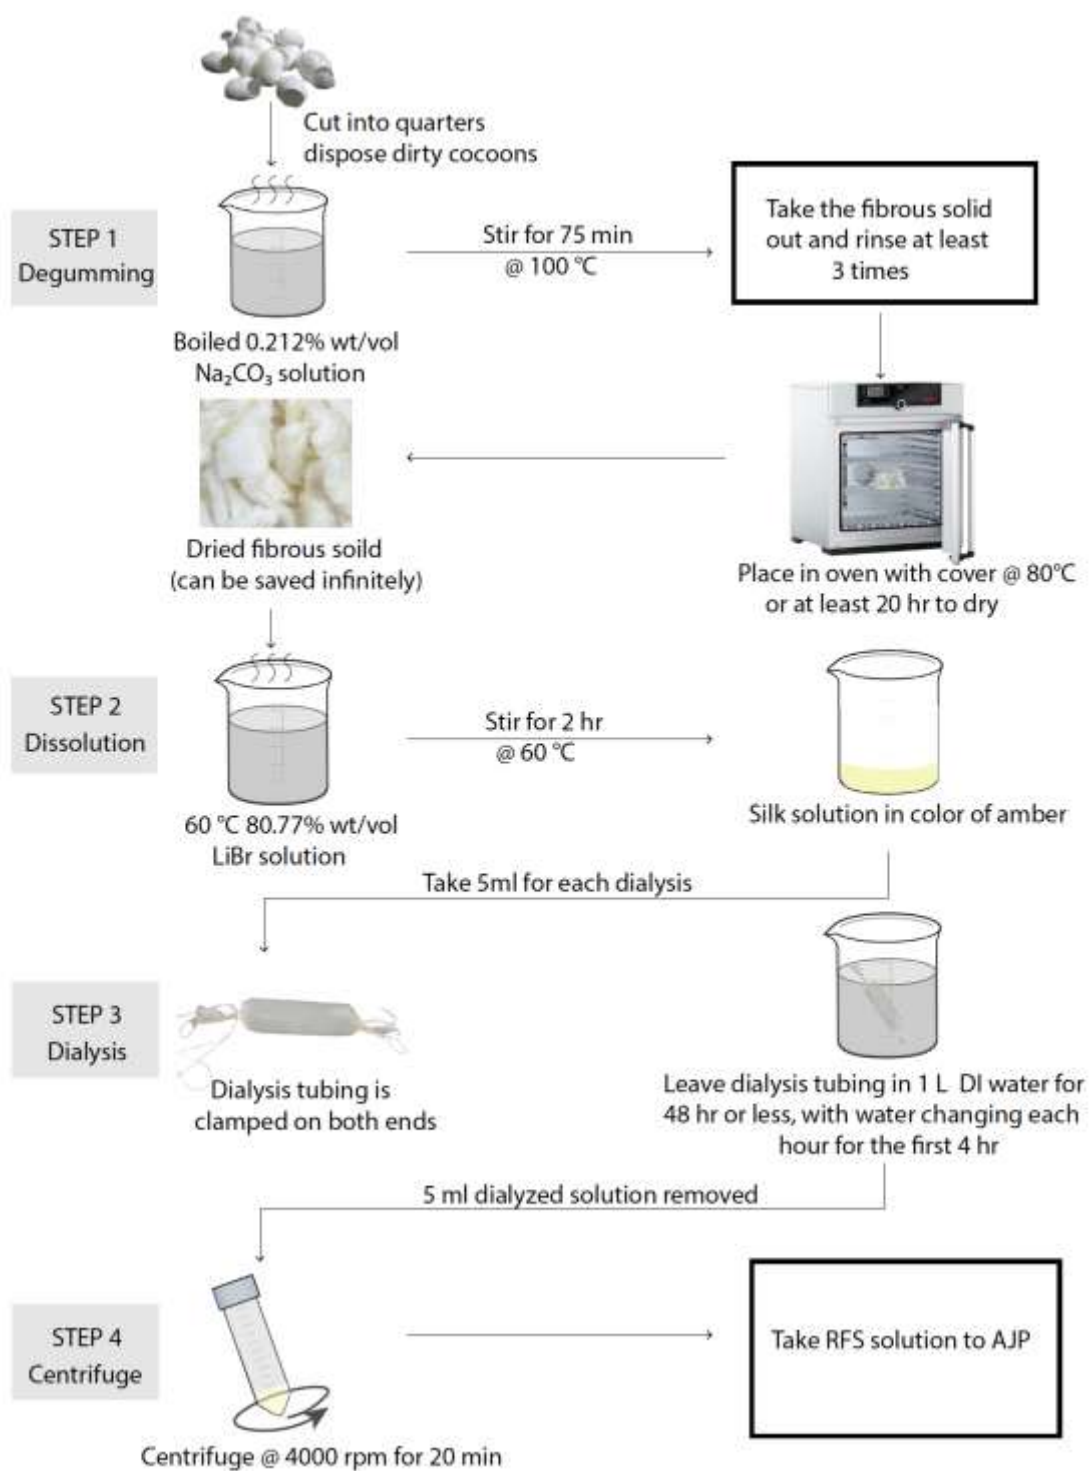 Cut into quarters
dispose dirty cocoons
STEP 1
Degumming
Stir for 75 min
@ 100 °C
Take the fibrous solid
out and rinse at least
3 times
Boiled 0.212% wt/vol
Na₂CO₃ solution
Dried fibrous soild
(can be saved infinitely)
Place in oven with cover @ 80°C
or at least 20 hr to dry
STEP 2
Dissolution
Stir for 2 hr
@ 60 °C
60 °C 80.77% wt/vol
LiBr solution
Silk solution in color of amber
Take 5ml for each dialysis
STEP 3
Dialysis
Dialysis tubing is
clamped on both ends
Leave dialysis tubing in 1 L DI water for
48 hr or less, with water changing each
hour for the first 4 hr
5 ml dialyzed solution removed
STEP 4
Centrifuge
Take RFS solution to AJP
Centrifuge @ 4000 rpm for 20 min